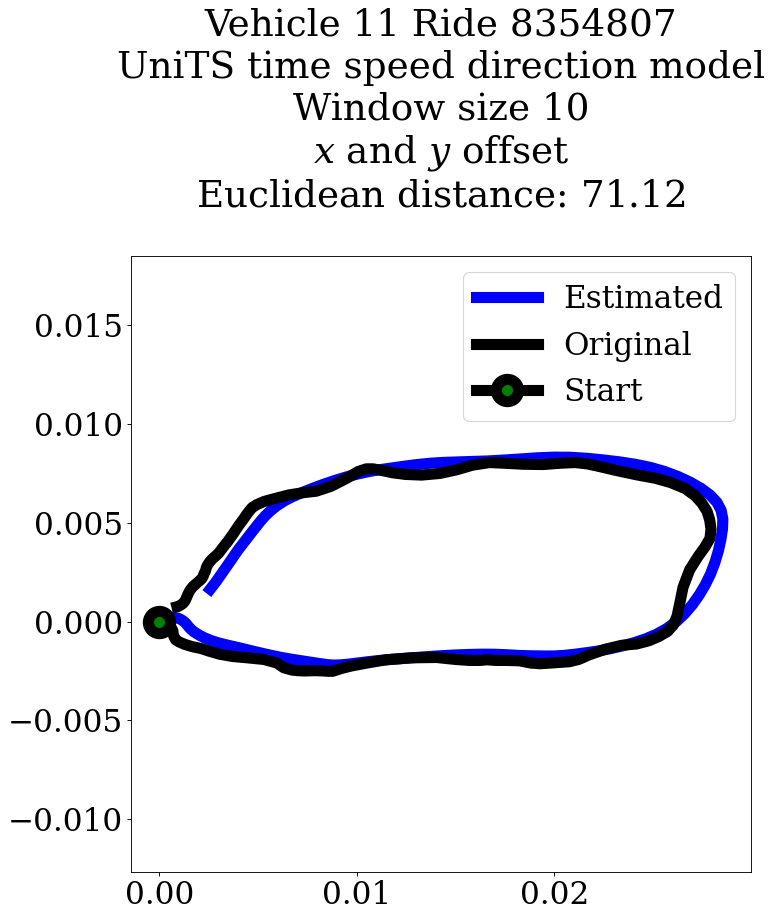 Vehicle 11 Ride 8354807
UniTS time speed direction model
Window size 10
x and y offset
Euclidean distance: 71.12
Estimated
Original
Start
0.015
0.010
0.005
0.000
−0.005
−0.010
0.00 0.01 0.02